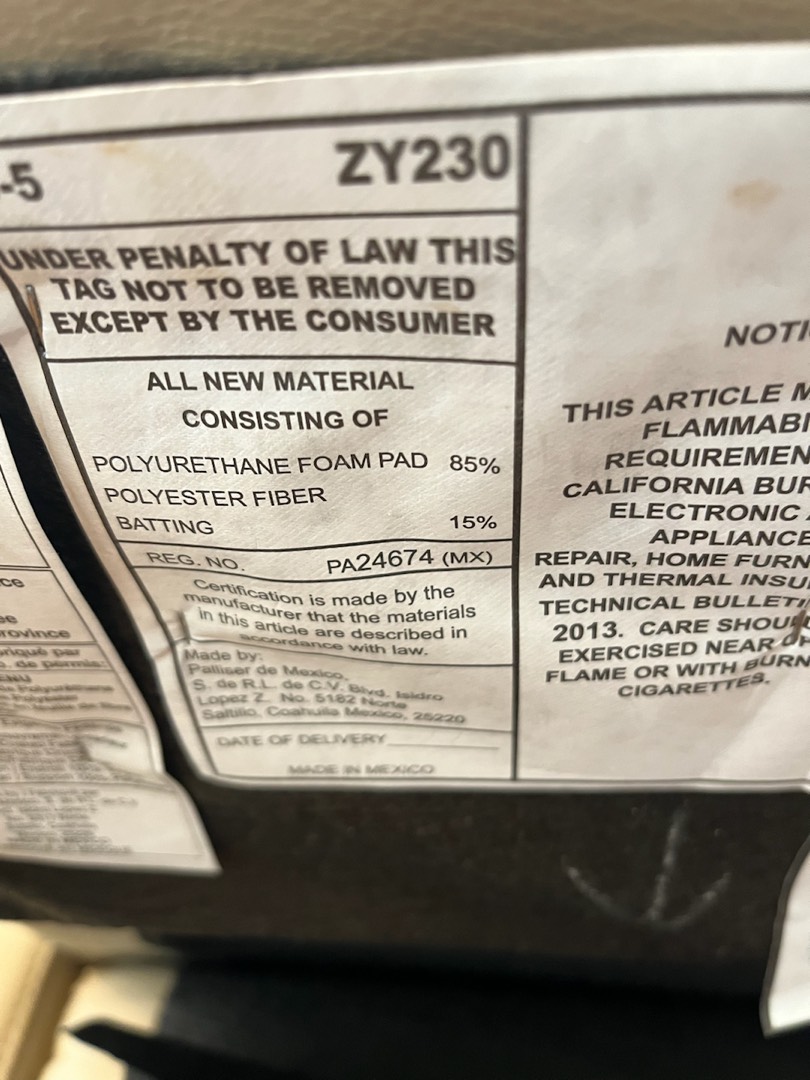 -5
ZY230
UNDER PENALTY OF LAW THIS
TAG NOT TO BE REMOVED
EXCEPT BY THE CONSUMER
ALL NEW MATERIAL
CONSISTING OF
POLYURETHANE FOAM PAD 85%
POLYESTER FIBER
BATTING 15%
REG. NO. PA24674 (MX)
Certification is made by the
manufacturer that the materials
in this article are described in
accordance with law.
Made by:
Palliser de Mexico,
S. de R.L. de C.V. Blvd. Isidro
Lopez Z. No. 5182 Norte
Saltillo, Coahuila Mexico, 25220
DATE OF DELIVERY
MADE IN MEXICO
NOTI
THIS ARTICLE M
FLAMMABI
REQUIREMEN
CALIFORNIA BUR
ELECTRONIC
APPLIANCE
REPAIR, HOME FURN
AND THERMAL INSU
TECHNICAL BULLETI
2013. CARE SHOU
EXERCISED NEAR
FLAME OR WITH BURN
CIGARETTES.
ce
rovince
de permis: